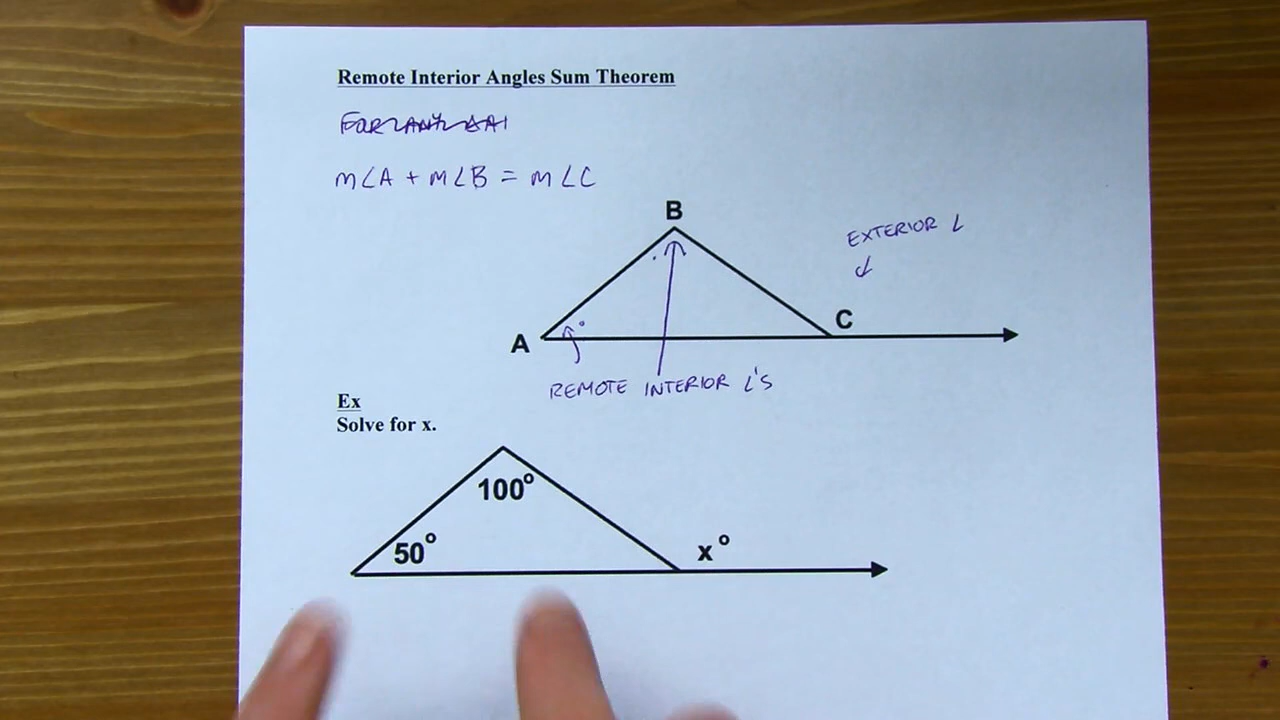 Remote Interior Angles Sum Theorem
m∠A + m∠B = m∠C
B
EXTERIOR ∠
A
C
REMOTE INTERIOR ∠'S
Ex
Solve for x.
100°
50°
x°